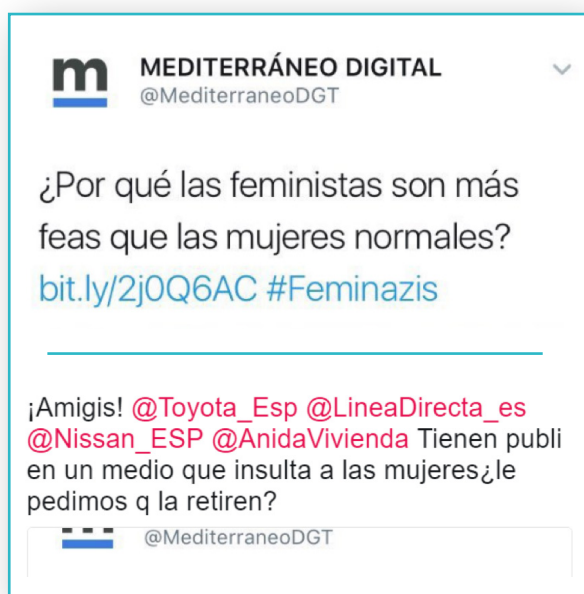 m MEDITERRÁNEO DIGITAL
@MediterraneoDGT
¿Por qué las feministas son más
feas que las mujeres normales?
bit.ly/2j0Q6AC #Feminazis
¡Amigis! @Toyota_Esp @LineaDirecta_es
@Nissan_ESP @AnidaVivienda Tienen publi
en un medio que insulta a las mujeres¿le
pedimos q la retiren?
@MediterraneoDGT